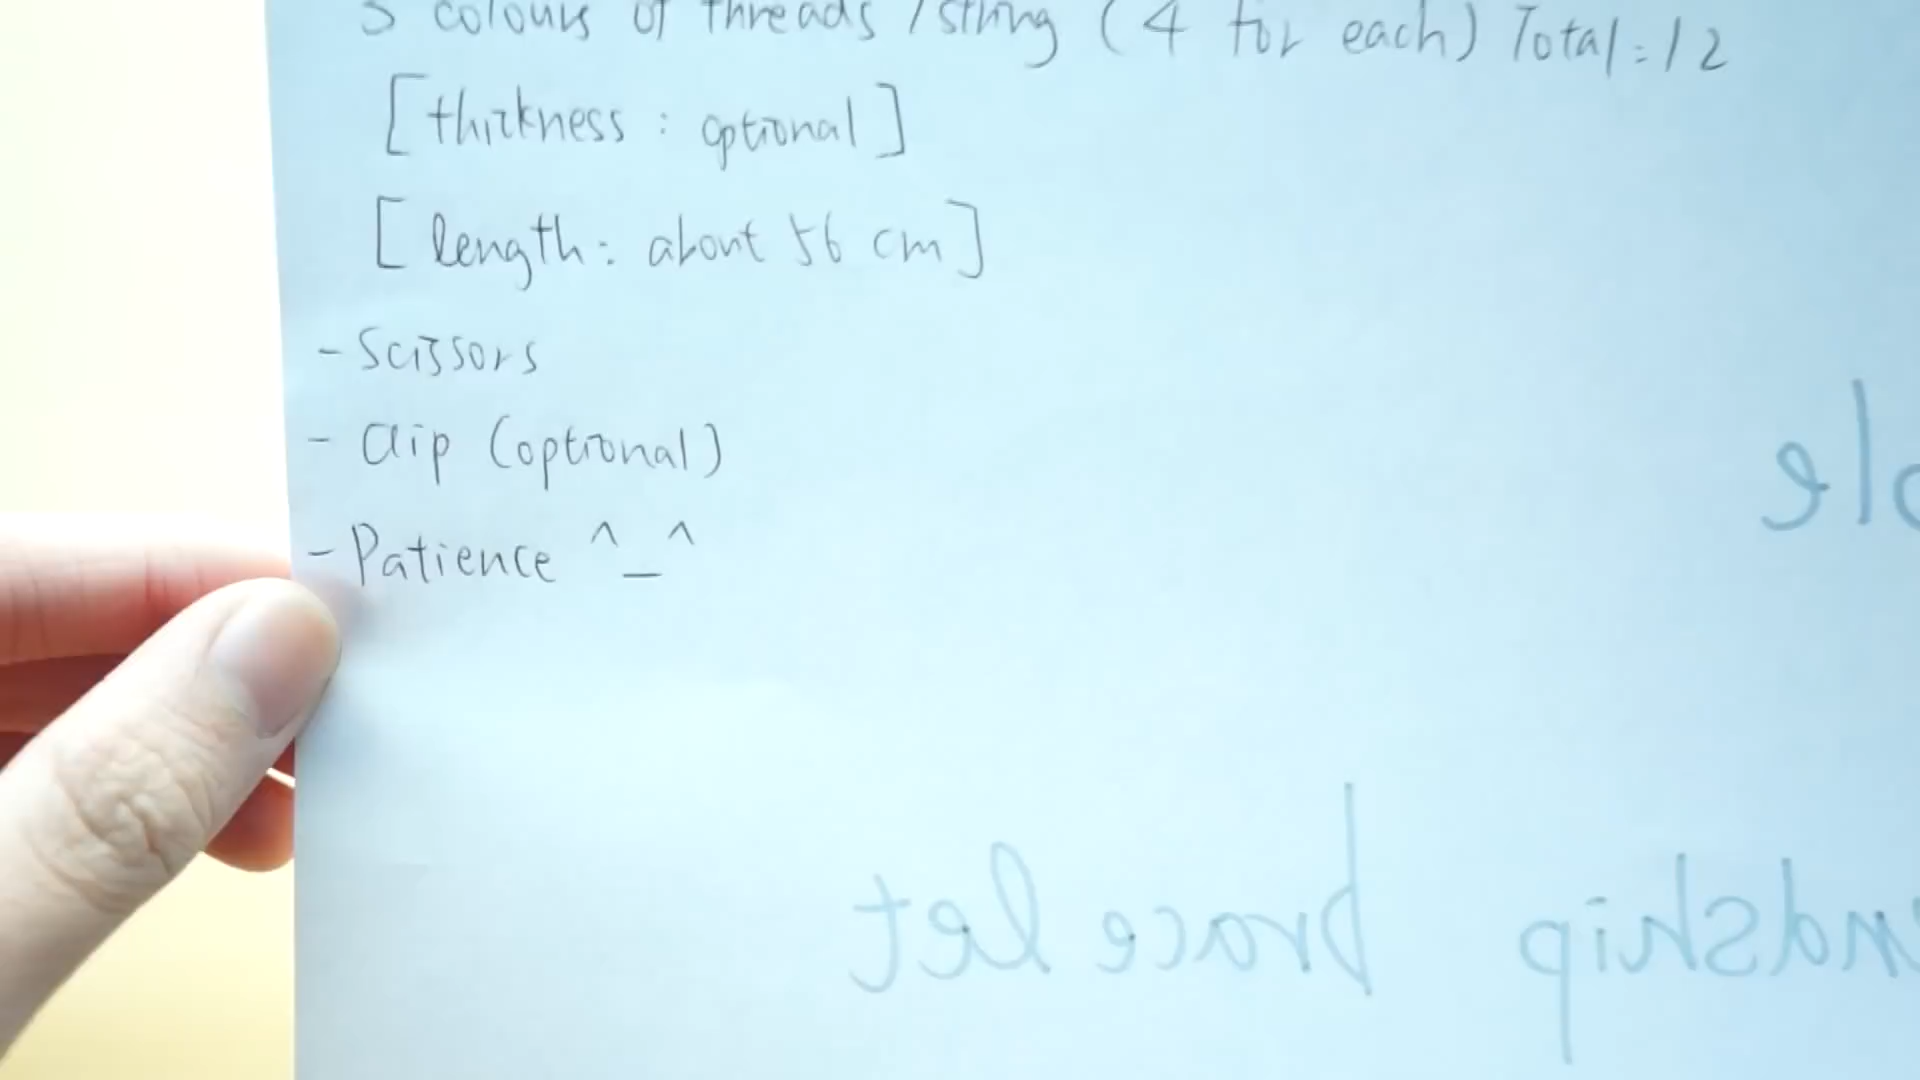 3 colours of threads / string (4 for each) Total = 12
[thickness : optional]
[length : about 56 cm]
- Scissors
- Clip (optional)
- Patience ^_^
bracelet